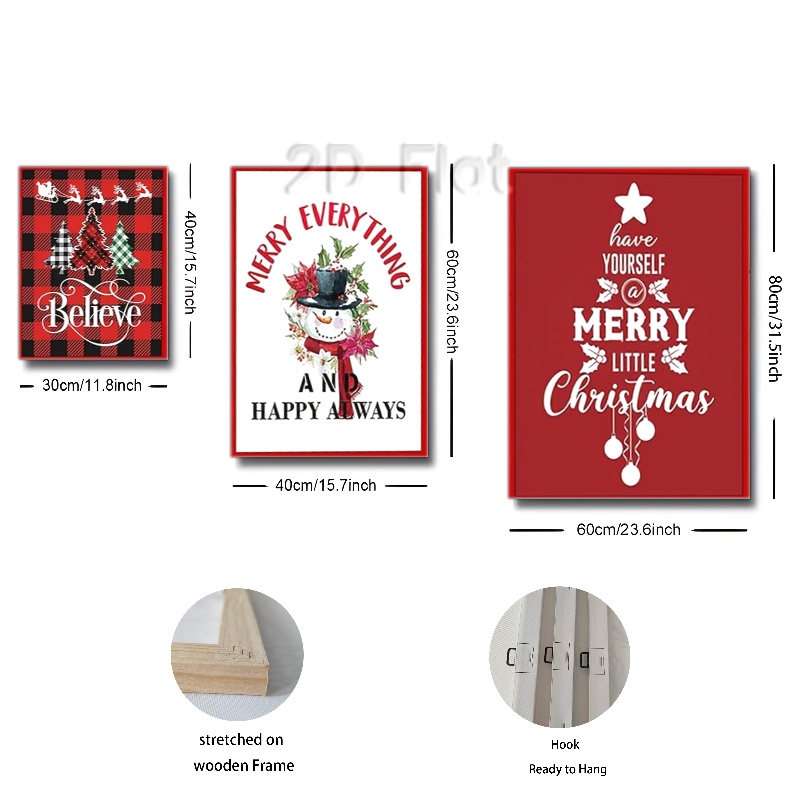 2D Flat
Believe
40cm/15.7inch
30cm/11.8inch
MERRY EVERYTHING
AND
HAPPY ALWAYS
60cm/23.6inch
40cm/15.7inch
have
YOURSELF
a
MERRY
LITTLE
Christmas
80cm/31.5inch
60cm/23.6inch
stretched on
wooden Frame
Hook
Ready to Hang